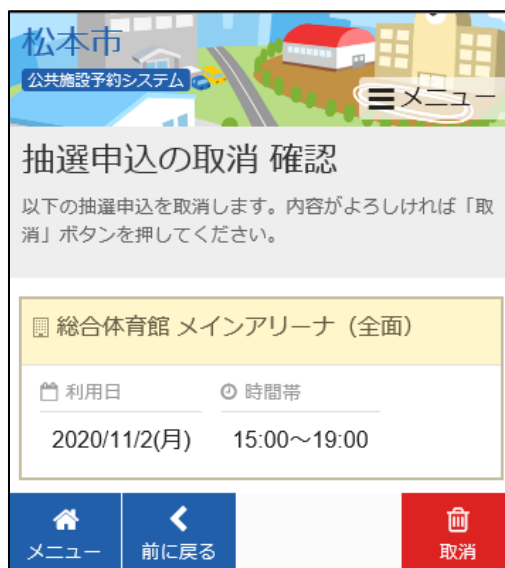 松本市
公共施設予約システム
メニュー
抽選申込の取消 確認
以下の抽選申込を取消します。内容がよろしければ「取
消」ボタンを押してください。
総合体育館 メインアリーナ（全面）
利用日
時間帯
2020/11/2(月)
15:00～19:00
メニュー
前に戻る
取消